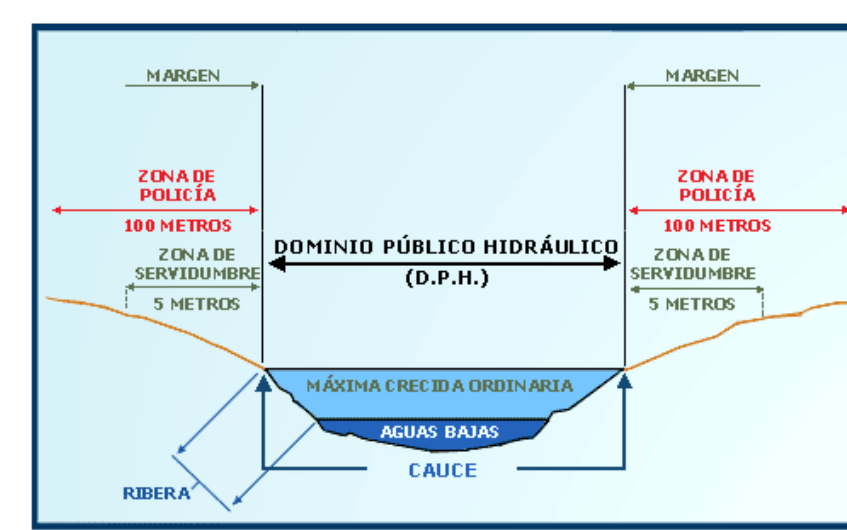 MARGEN
MARGEN
ZONA DE
POLICÍA
100 METROS
ZONA DE
POLICÍA
100 METROS
ZONA DE
SERVIDUMBRE
5 METROS
DOMINIO PÚBLICO HIDRÁULICO
(D.P.H.)
ZONA DE
SERVIDUMBRE
5 METROS
MÁXIMA CRECIDA ORDINARIA
AGUAS BAJAS
CAUCE
RIBERA